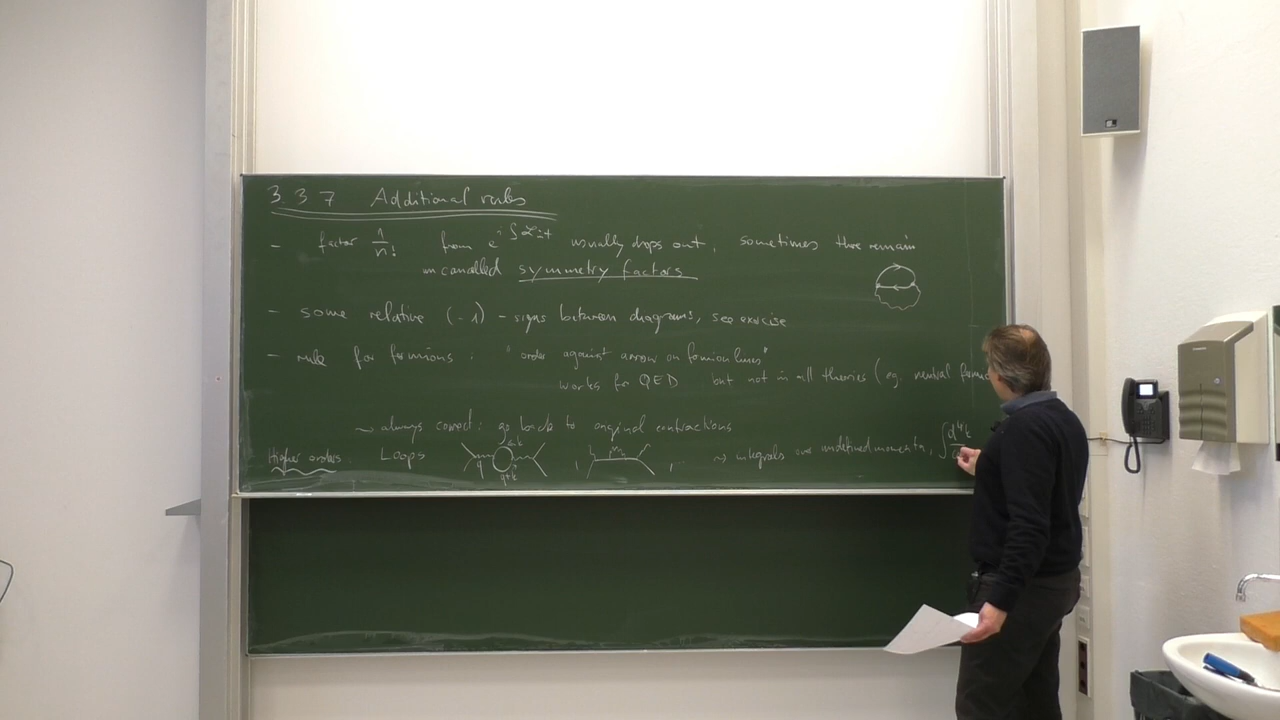 3.3.7 Additional rules
- factor 1/n! from e^{i∫ℒint} usually drops out, sometimes there remain
uncancelled symmetry factors
- some relative (-1) - signs between diagrams, see exercise
- rule for fermions: "order against arrow on fermion lines"
works for QED but not in all theories (e.g. neutral
~> always correct: go back to original contractions
Higher orders: Loops q k q+k , , ... ~> integrals over undefined momenta, ∫ d⁴k